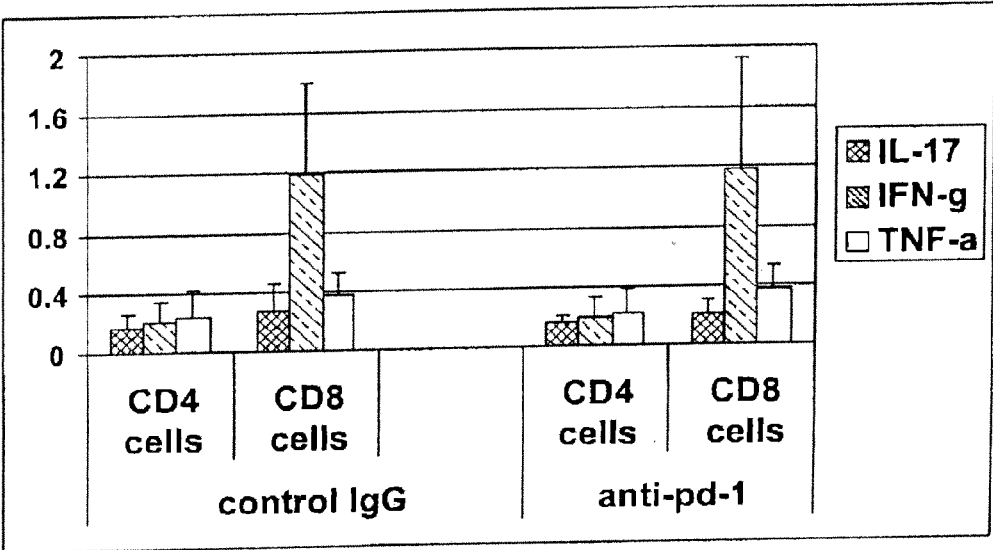 2
1.6
1.2
0.8
0.4
0
CD4
cells
CD8
cells
CD4
cells
CD8
cells
control IgG
anti-pd-1
IL-17
IFN-g
TNF-a